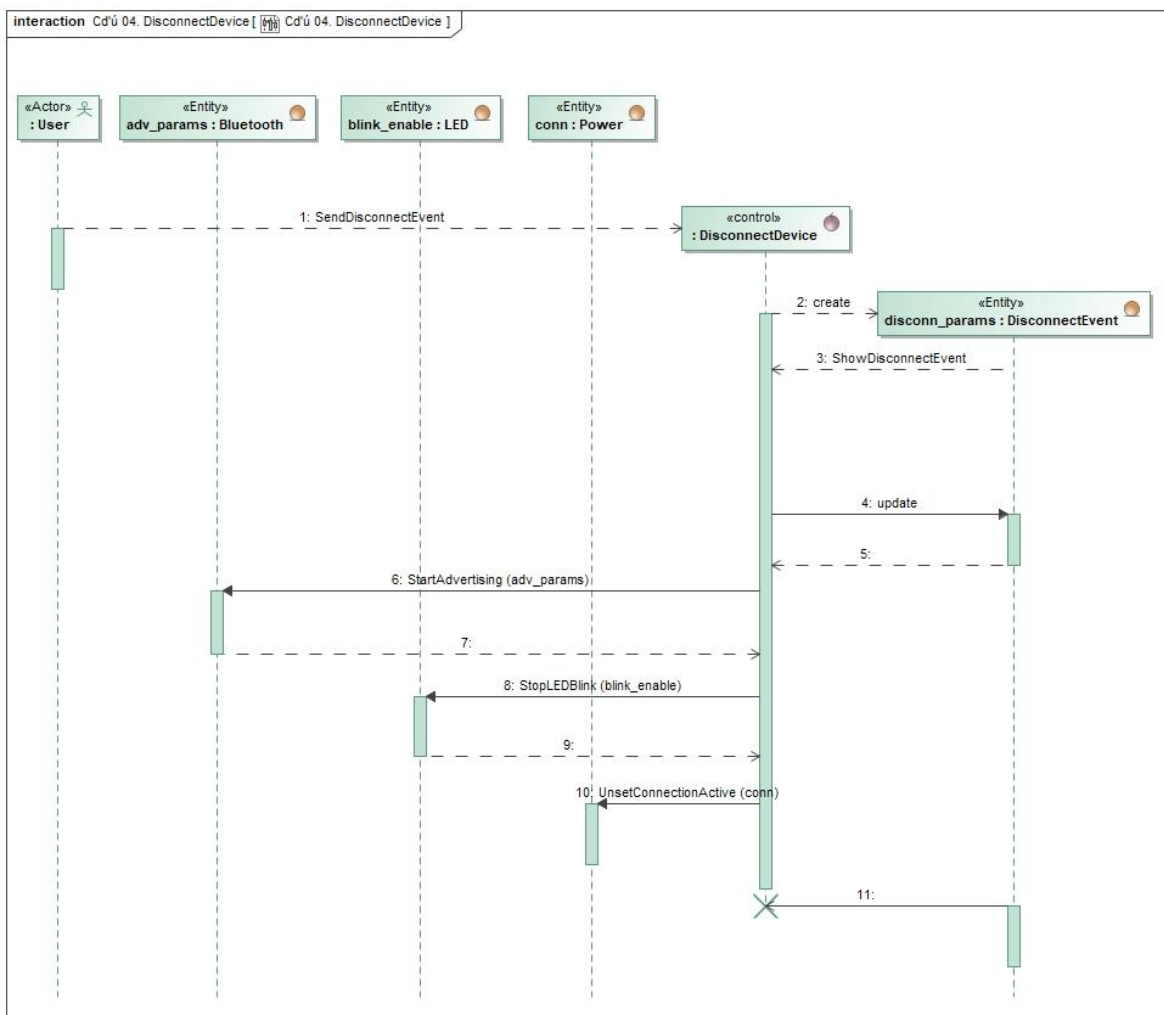 interaction Cd'ú 04. DisconnectDevice [ Cd'ú 04. DisconnectDevice ]
«Actor»
: User
«Entity»
adv_params : Bluetooth
«Entity»
blink_enable : LED
«Entity»
conn : Power
1: SendDisconnectEvent
«control»
: DisconnectDevice
2: create
«Entity»
disconn_params : DisconnectEvent
3: ShowDisconnectEvent
4: update
5:
6: StartAdvertising (adv_params)
7:
8: StopLEDBlink (blink_enable)
9:
10: UnsetConnectionActive (conn)
11: